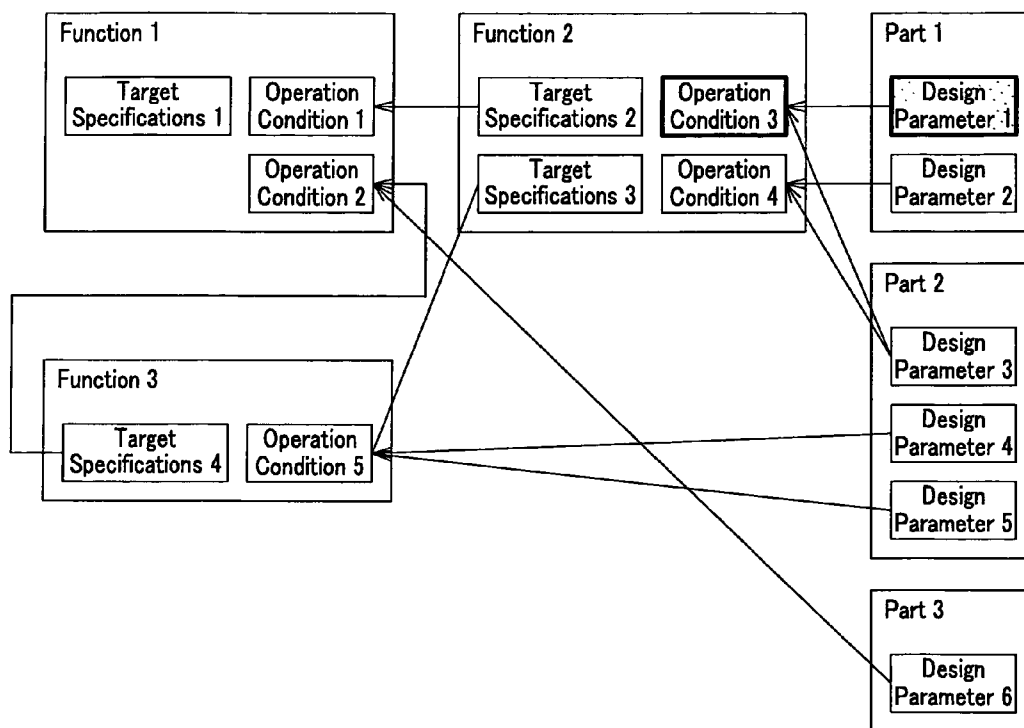 Function 1
Target
Specifications 1
Operation
Condition 1
Operation
Condition 2
Function 2
Target
Specifications 2
Operation
Condition 3
Target
Specifications 3
Operation
Condition 4
Part 1
Design
Parameter 1
Design
Parameter 2
Part 2
Design
Parameter 3
Design
Parameter 4
Design
Parameter 5
Function 3
Target
Specifications 4
Operation
Condition 5
Part 3
Design
Parameter 6